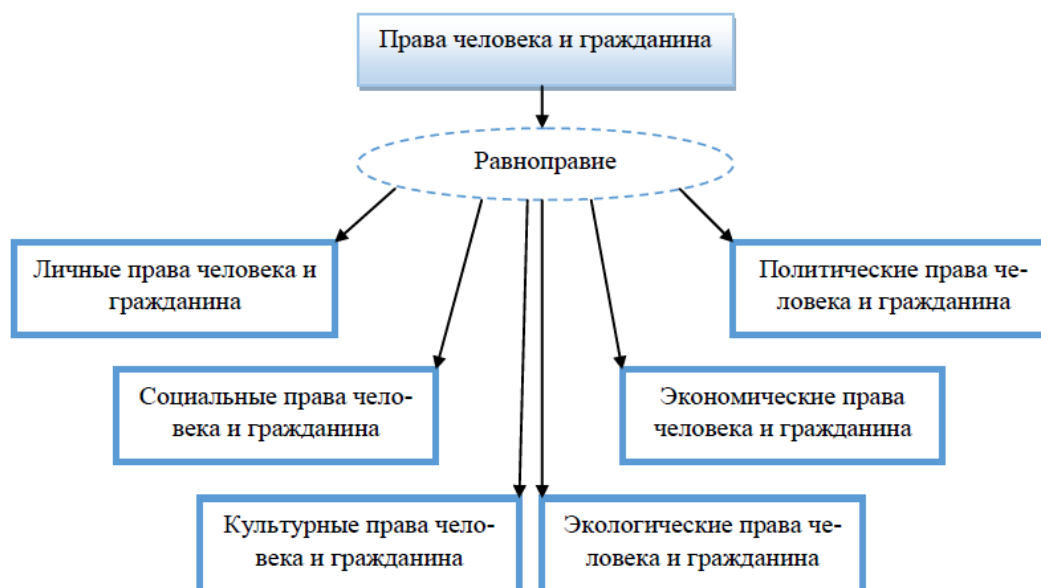 Права человека и гражданина
Равноправие
Личные права человека и
гражданина
Политические права че-
ловека и гражданина
Социальные права чело-
века и гражданина
Экономические права
человека и гражданина
Культурные права чело-
века и гражданина
Экологические права че-
ловека и гражданина